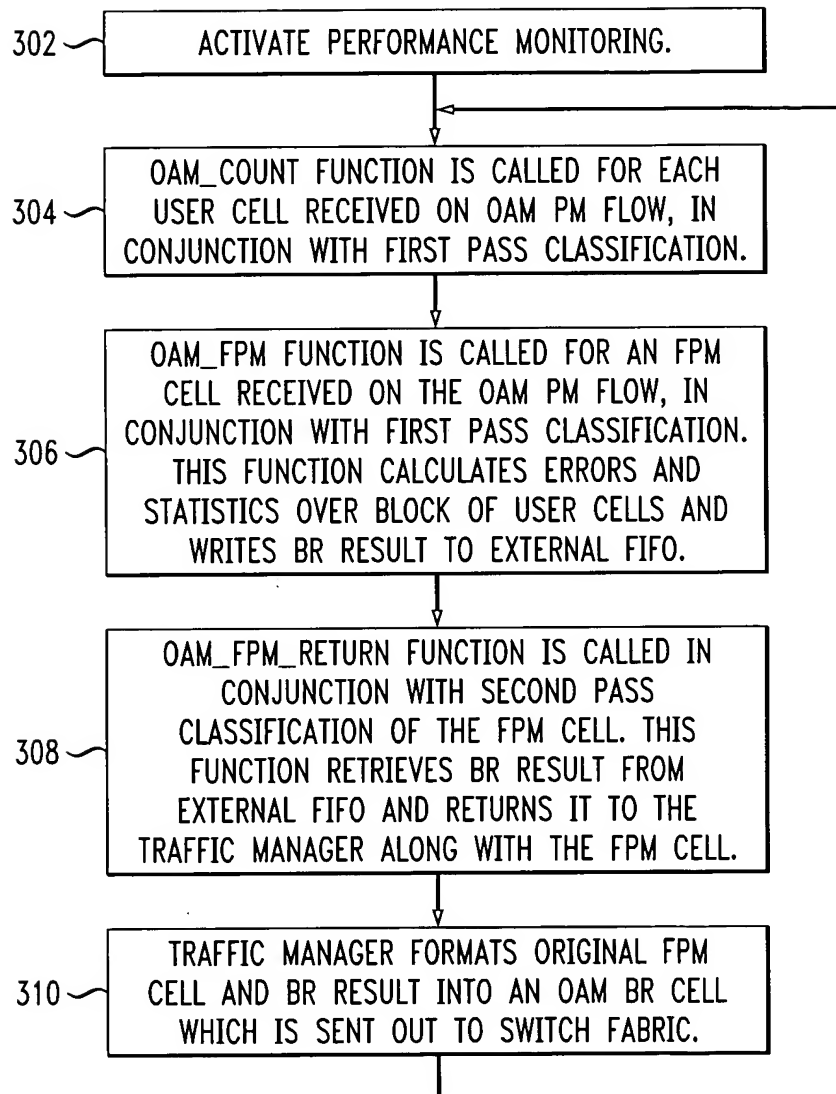 302
ACTIVATE PERFORMANCE MONITORING.
304
OAM_COUNT FUNCTION IS CALLED FOR EACH
USER CELL RECEIVED ON OAM PM FLOW, IN
CONJUNCTION WITH FIRST PASS CLASSIFICATION.
306
OAM_FPM FUNCTION IS CALLED FOR AN FPM
CELL RECEIVED ON THE OAM PM FLOW, IN
CONJUNCTION WITH FIRST PASS CLASSIFICATION.
THIS FUNCTION CALCULATES ERRORS AND
STATISTICS OVER BLOCK OF USER CELLS AND
WRITES BR RESULT TO EXTERNAL FIFO.
308
OAM_FPM_RETURN FUNCTION IS CALLED IN
CONJUNCTION WITH SECOND PASS
CLASSIFICATION OF THE FPM CELL. THIS
FUNCTION RETRIEVES BR RESULT FROM
EXTERNAL FIFO AND RETURNS IT TO THE
TRAFFIC MANAGER ALONG WITH THE FPM CELL.
310
TRAFFIC MANAGER FORMATS ORIGINAL FPM
CELL AND BR RESULT INTO AN OAM BR CELL
WHICH IS SENT OUT TO SWITCH FABRIC.